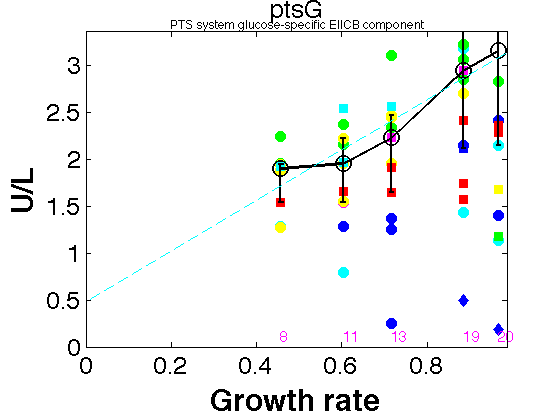 ptsG
PTS system glucose-specific EIICB component
3
2.5
2
1.5
1
0.5
0
U/L
8 11 13 19 20
0 0.2 0.4 0.6 0.8
Growth rate